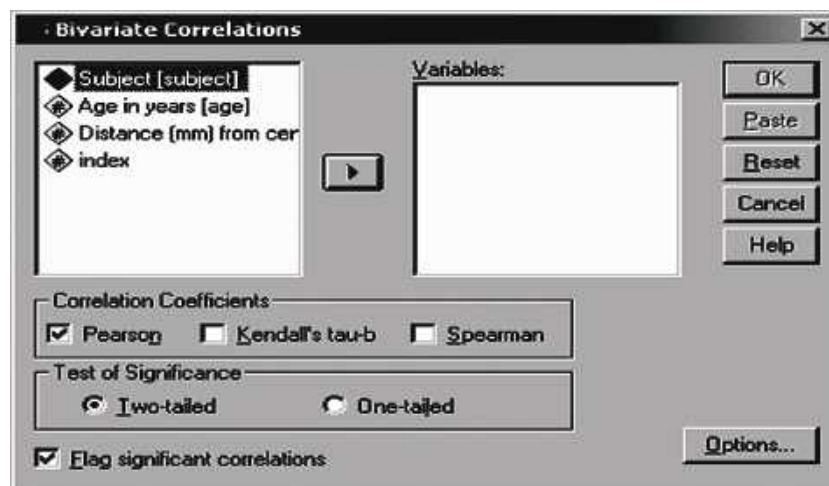 Bivariate Correlations
Subject [subject]
Age in years [age]
Distance (mm) from cer
index
Variables:
OK
Paste
Reset
Cancel
Help
Correlation Coefficients
Pearson Kendall's tau-b Spearman
Test of Significance
Two-tailed One-tailed
Flag significant correlations
Options...